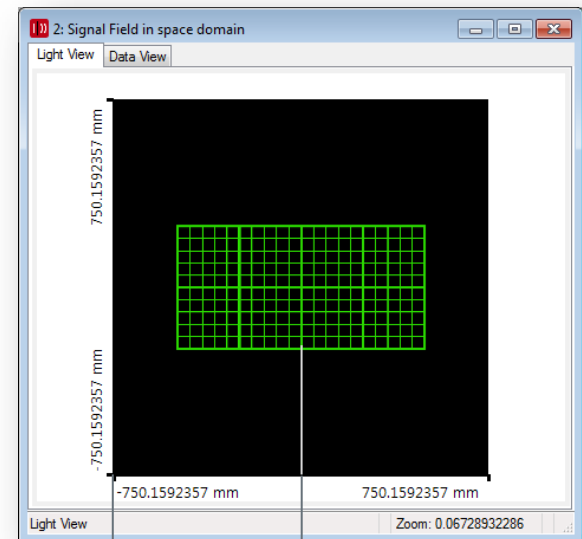 2: Signal Field in space domain
Light View
Data View
750.1592357 mm
-750.1592357 mm
-750.1592357 mm
750.1592357 mm
Light View
Zoom: 0.06728932286